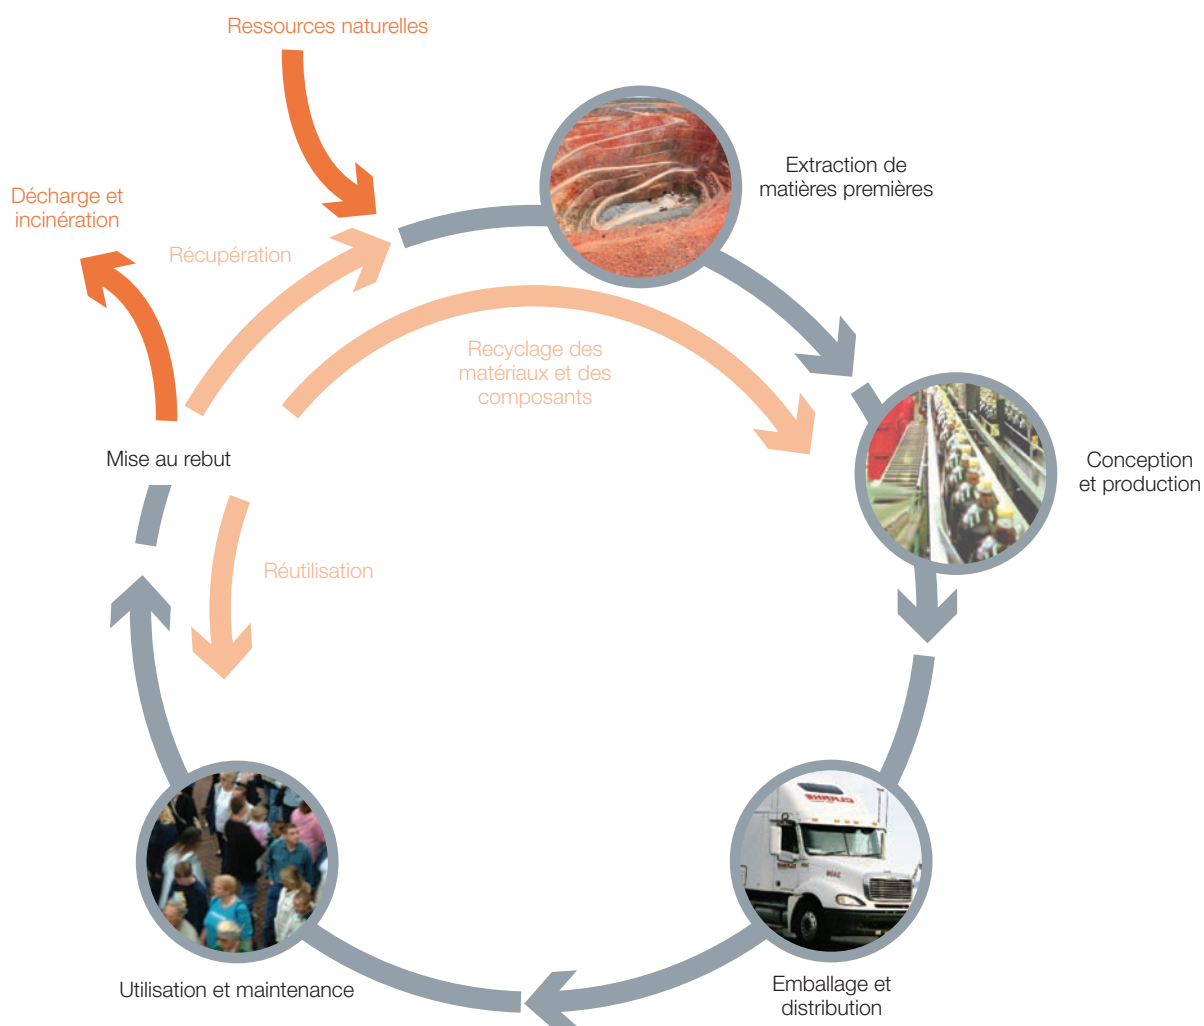 Ressources naturelles
Extraction de
matières premières
Décharge et
incinération
Récupération
Recyclage des
matériaux et des
composants
Mise au rebut
Conception
et production
Réutilisation
Utilisation et maintenance
Emballage et
distribution